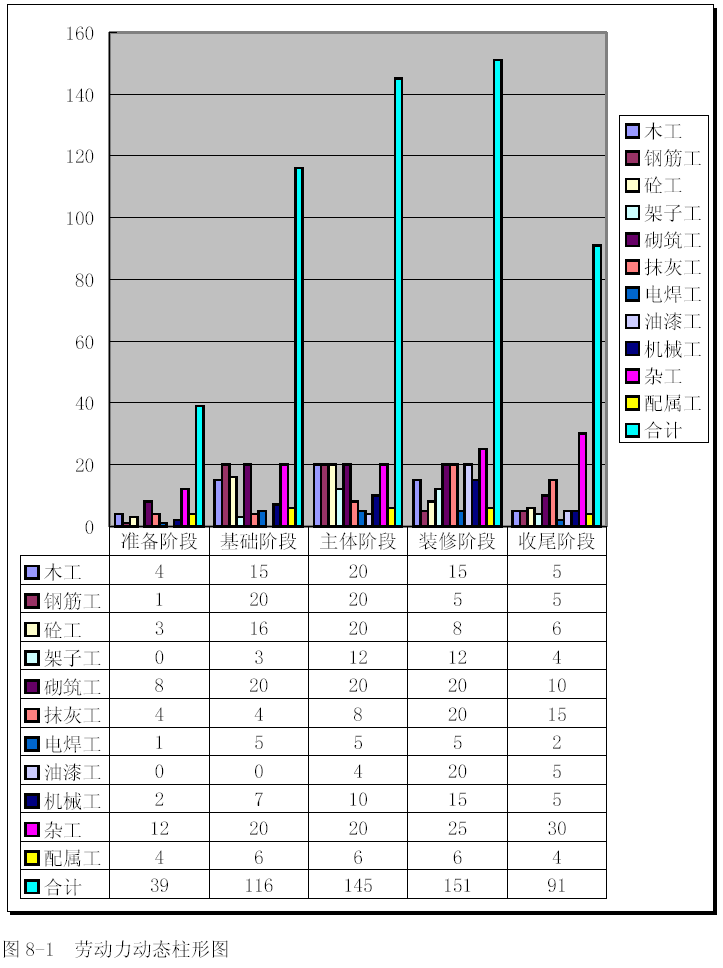 160
140
120
100
80
60
40
20
0
木工
钢筋工
砼工
架子工
砌筑工
抹灰工
电焊工
油漆工
机械工
杂工
配属工
合计
准备阶段 基础阶段 主体阶段 装修阶段 收尾阶段
木工 4 15 20 15 5
钢筋工 1 20 20 5 5
砼工 3 16 20 8 6
架子工 0 3 12 12 4
砌筑工 8 20 20 20 10
抹灰工 4 4 8 20 15
电焊工 1 5 5 5 2
油漆工 0 0 4 20 5
机械工 2 7 10 15 5
杂工 12 20 20 25 30
配属工 4 6 6 6 4
合计 39 116 145 151 91
图 8-1 劳动力动态柱形图